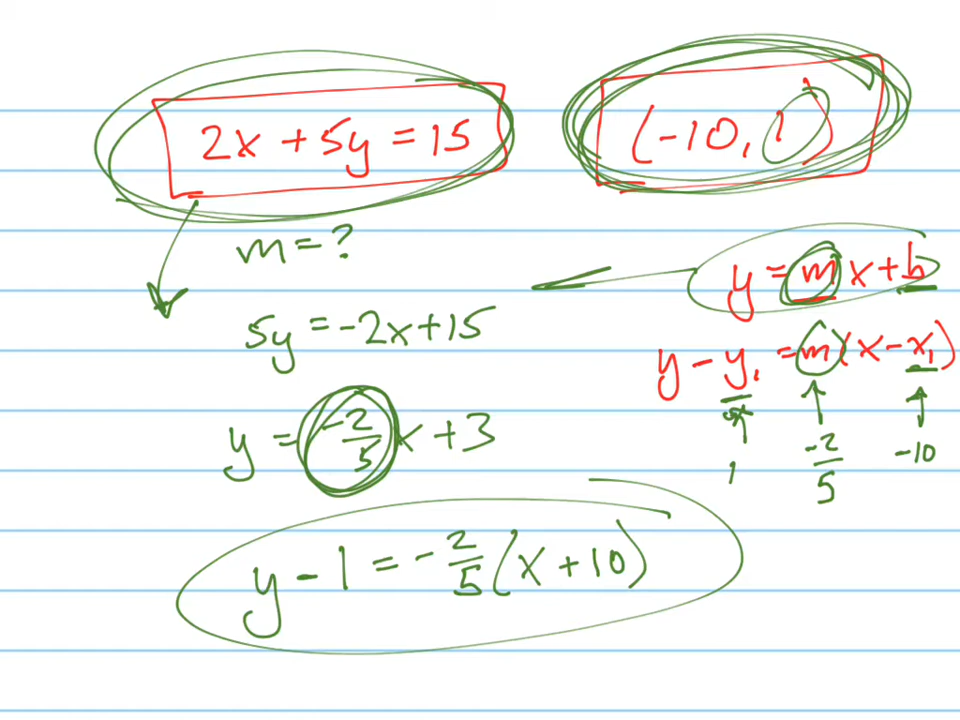 2x + 5y = 15
(-10, 1)
m = ?
y = mx + b
5y = -2x + 15
y - y₁ = m(x - x₁)
y = -2/5 x + 3
1
-2/5
-10
y - 1 = -2/5 (x + 10)